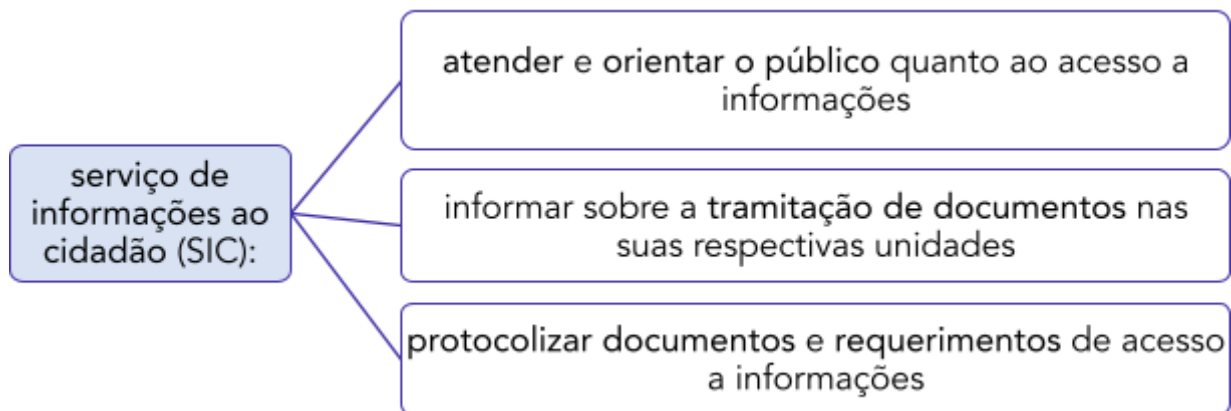 serviço de
informações ao
cidadão (SIC):
atender e orientar o público quanto ao acesso a
informações
informar sobre a tramitação de documentos nas
suas respectivas unidades
protocolizar documentos e requerimentos de acesso
a informações